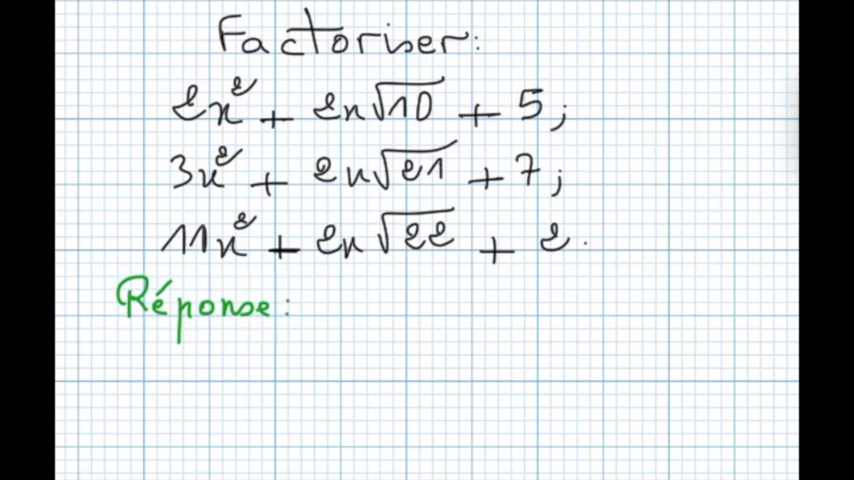 Factoriser:
2x² + 2x√10 + 5;
3x² + 2x√21 + 7;
11x² + 2x√22 + 2.
Réponse: